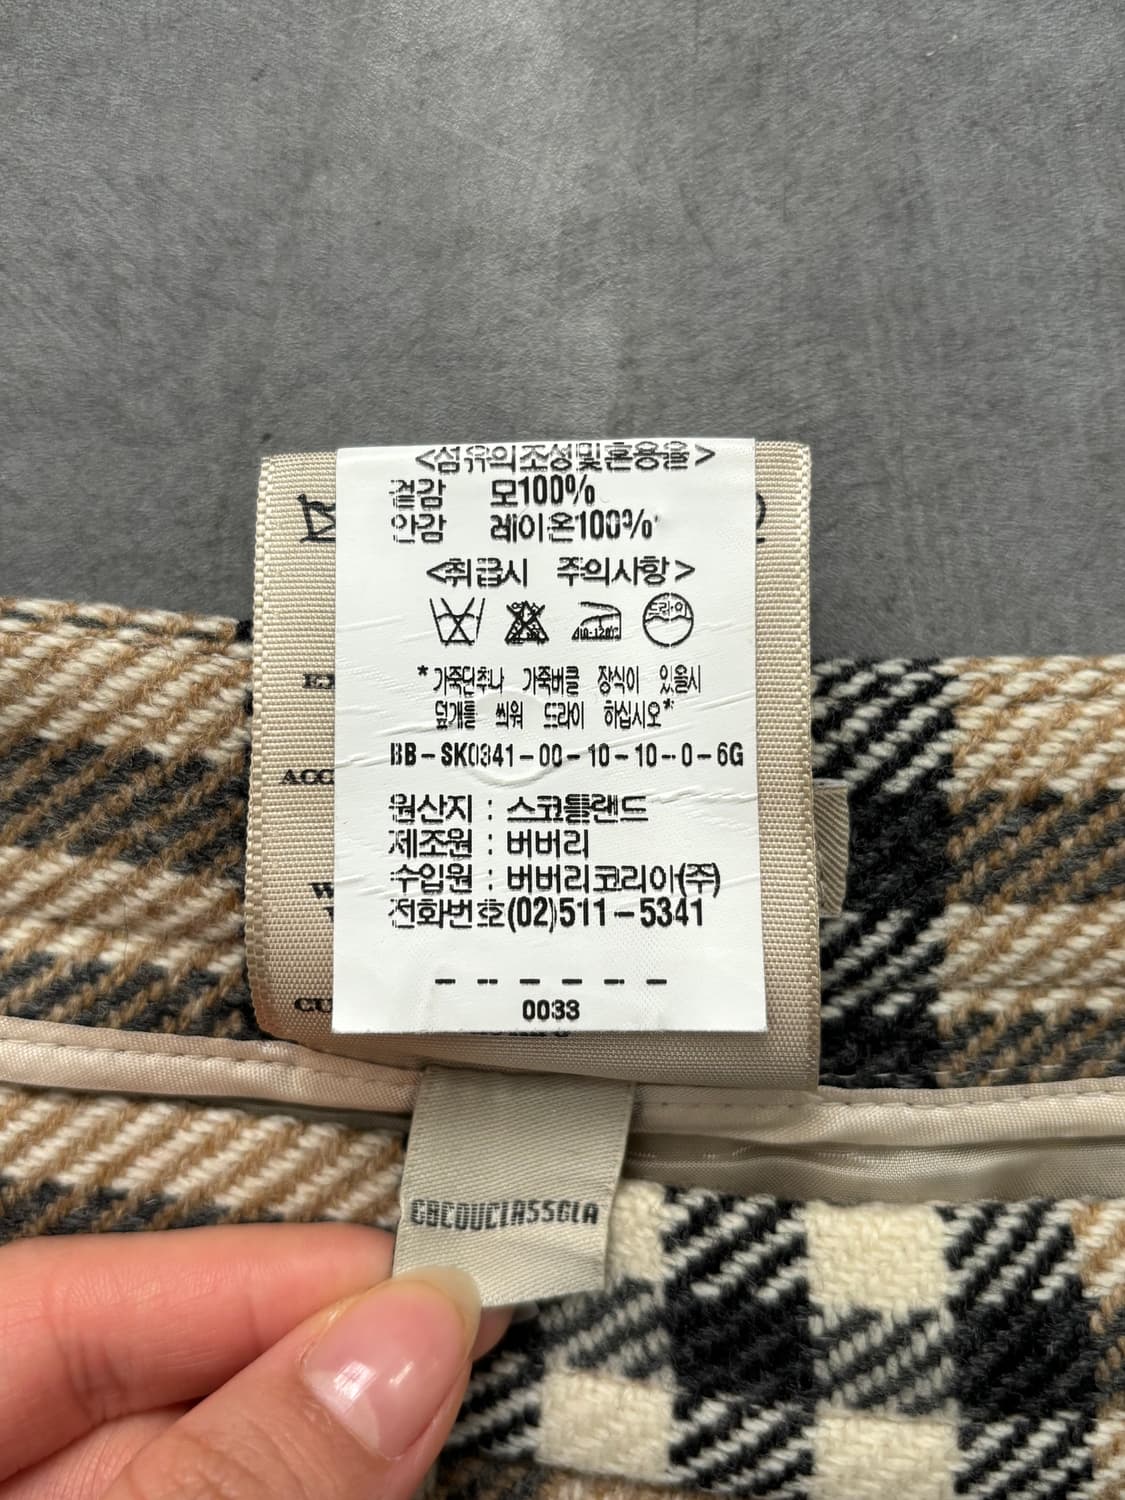 <섬유의조성및혼용율>
겉감 모100%
안감 레이온100%
<취급시 주의사항>
드라이
*가죽단추나 가죽버클 장식이 있을시
덮개를 씌워 드라이 하십시오*
BB-SK0341-00-10-10-0-6G
원산지 : 스코틀랜드
제조원 : 버버리
수입원 : 버버리코리아(주)
전화번호(02)511-5341
0033
ACC
CU